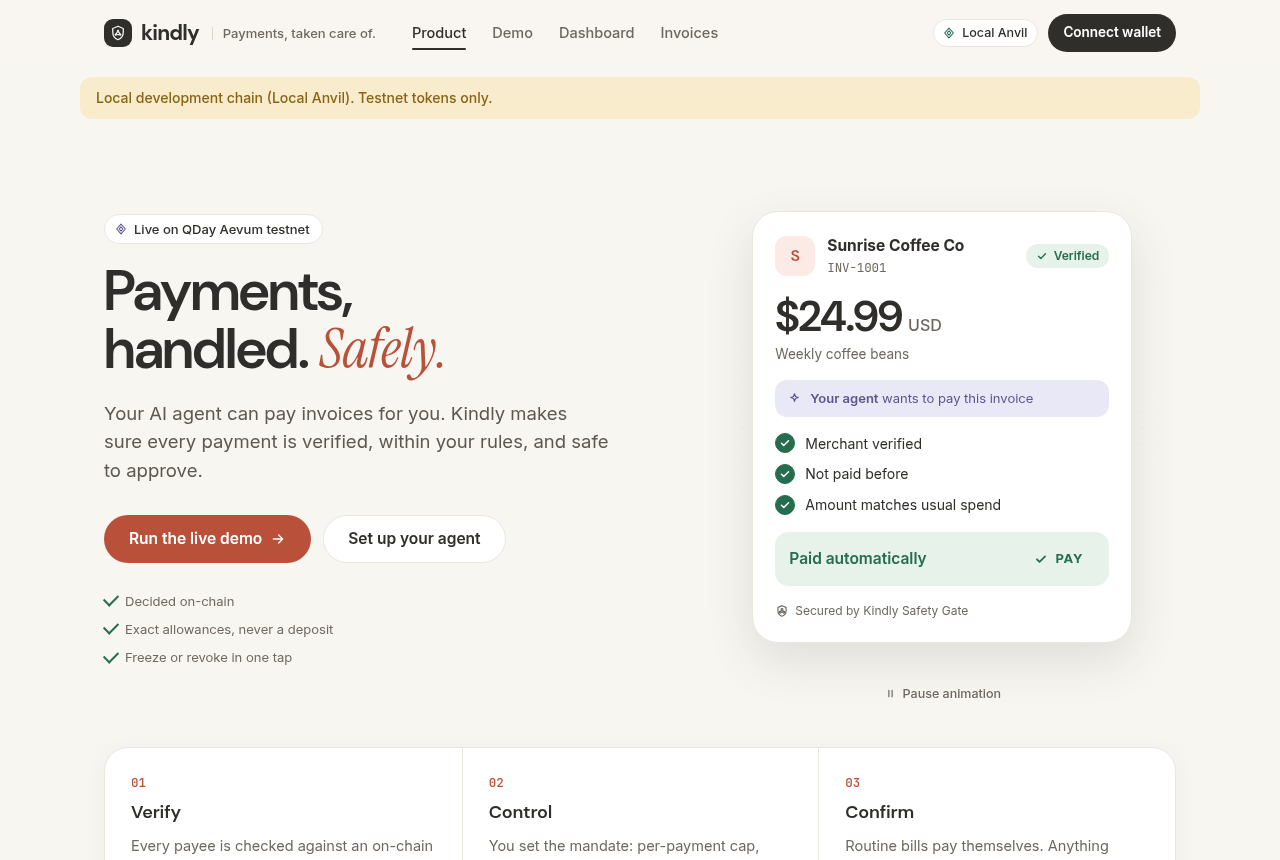 kindly
Payments, taken care of.
Product
Demo
Dashboard
Invoices
Local Anvil
Connect wallet
Local development chain (Local Anvil). Testnet tokens only.
Live on QDay Aevum testnet
Payments,
handled. Safely.
Your AI agent can pay invoices for you. Kindly makes
sure every payment is verified, within your rules, and safe
to approve.
Run the live demo →
Set up your agent
Decided on-chain
Exact allowances, never a deposit
Freeze or revoke in one tap
S
Sunrise Coffee Co
INV-1001
Verified
$24.99 USD
Weekly coffee beans
Your agent wants to pay this invoice
Merchant verified
Not paid before
Amount matches usual spend
Paid automatically
PAY
Secured by Kindly Safety Gate
Pause animation
01
Verify
Every payee is checked against an on-chain
02
Control
You set the mandate: per-payment cap,
03
Confirm
Routine bills pay themselves. Anything